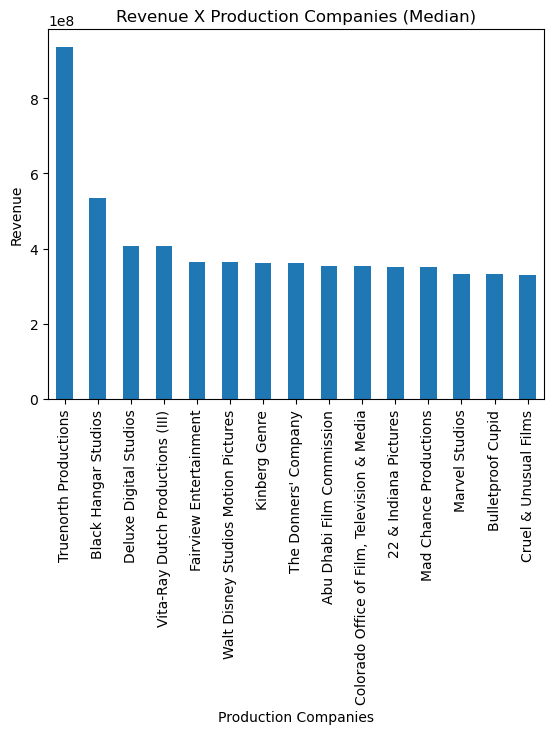 Revenue X Production Companies (Median)
1e8
8
6
4
2
0
Revenue
Truenorth Productions
Black Hangar Studios
Deluxe Digital Studios
Vita-Ray Dutch Productions (III)
Fairview Entertainment
Walt Disney Studios Motion Pictures
Kinberg Genre
The Donners' Company
Abu Dhabi Film Commission
Colorado Office of Film, Television & Media
22 & Indiana Pictures
Mad Chance Productions
Marvel Studios
Bulletproof Cupid
Cruel & Unusual Films
Production Companies